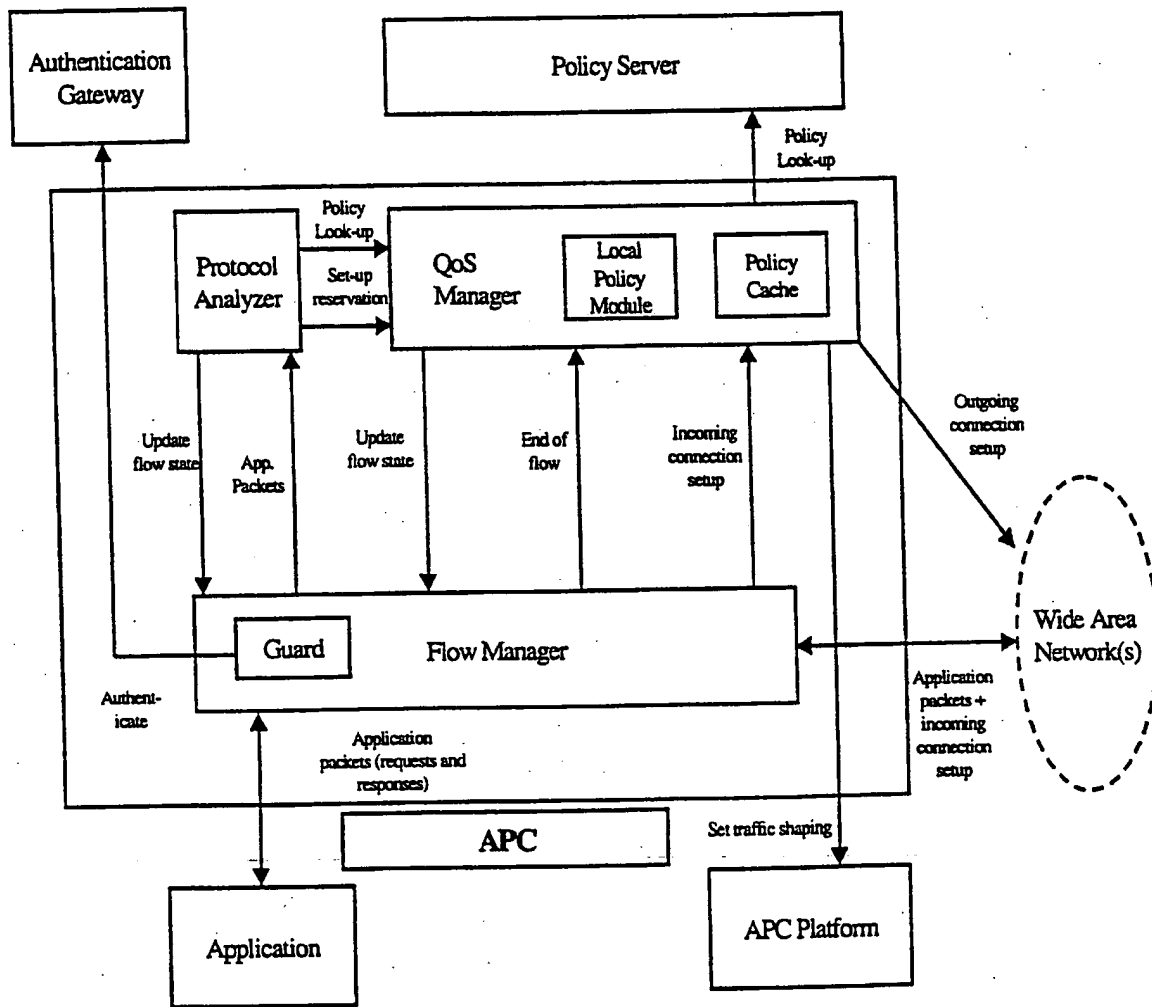 Authentication
Gateway
Policy Server
Policy
Look-up
Policy
Look-up
Set-up
reservation
Protocol
Analyzer
QoS
Manager
Local
Policy
Module
Policy
Cache
Update
flow state
App.
Packets
Update
flow state
End of
flow
Incoming
connection
setup
Outgoing
connection
setup
Guard
Flow Manager
Wide Area
Network(s)
Authent-
icate
Application
packets (requests and
responses)
Application
packets +
incoming
connection
setup
APC
Set traffic shaping
Application
APC Platform